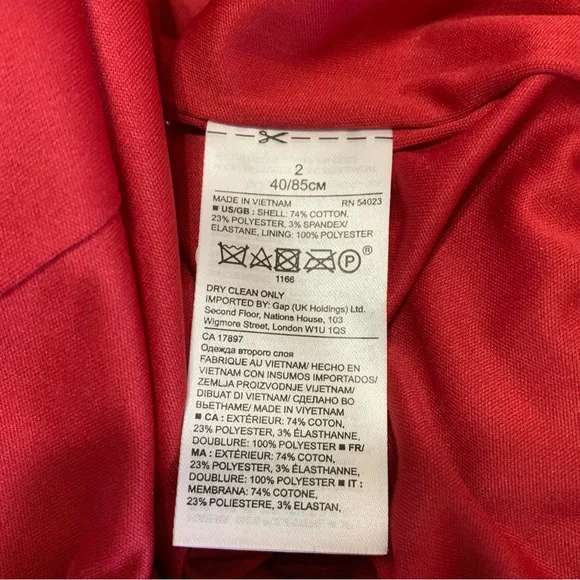 2
40/85CM
MADE IN VIETNAM RN 54023
■ US/GB : SHELL: 74% COTTON,
23% POLYESTER, 3% SPANDEX/
ELASTANE, LINING: 100% POLYESTER
P ®
1166
DRY CLEAN ONLY
IMPORTED BY: Gap (UK Holdings) Ltd.
Second Floor, Nations House, 103
Wigmore Street, London W1U 1QS
CA 17897
Одежда второго слоя
FABRIQUÉ AU VIETNAM/ HECHO EN
VIETNAM CON INSUMOS IMPORTADOS/
ZEMLJA PROIZVODNJE VIJETNAM/
DIBUAT DI VIETNAM/ СДЕЛАНО ВО
ВЬЕТНАМЕ/ MADE IN VIYETNAM
■ CA : EXTÉRIEUR: 74% COTON,
23% POLYESTER, 3% ÉLASTHANNE,
DOUBLURE: 100% POLYESTER ■ FR/
MA : EXTÉRIEUR: 74% COTON,
23% POLYESTER, 3% ÉLASTHANNE,
DOUBLURE: 100% POLYESTER ■ IT :
MEMBRANA: 74% COTONE,
23% POLIESTERE, 3% ELASTAN,